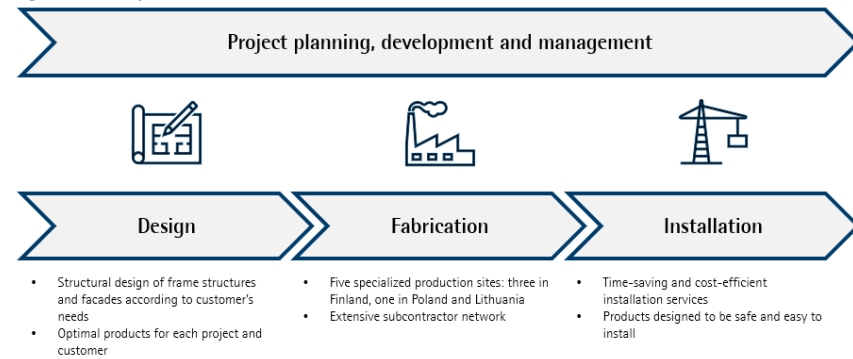 Project planning, development and management
Design
Fabrication
Installation
• Structural design of frame structures
and facades according to customer's
needs
• Optimal products for each project and
customer
• Five specialized production sites: three in
Finland, one in Poland and Lithuania
• Extensive subcontractor network
• Time-saving and cost-efficient
installation services
• Products designed to be safe and easy to
install